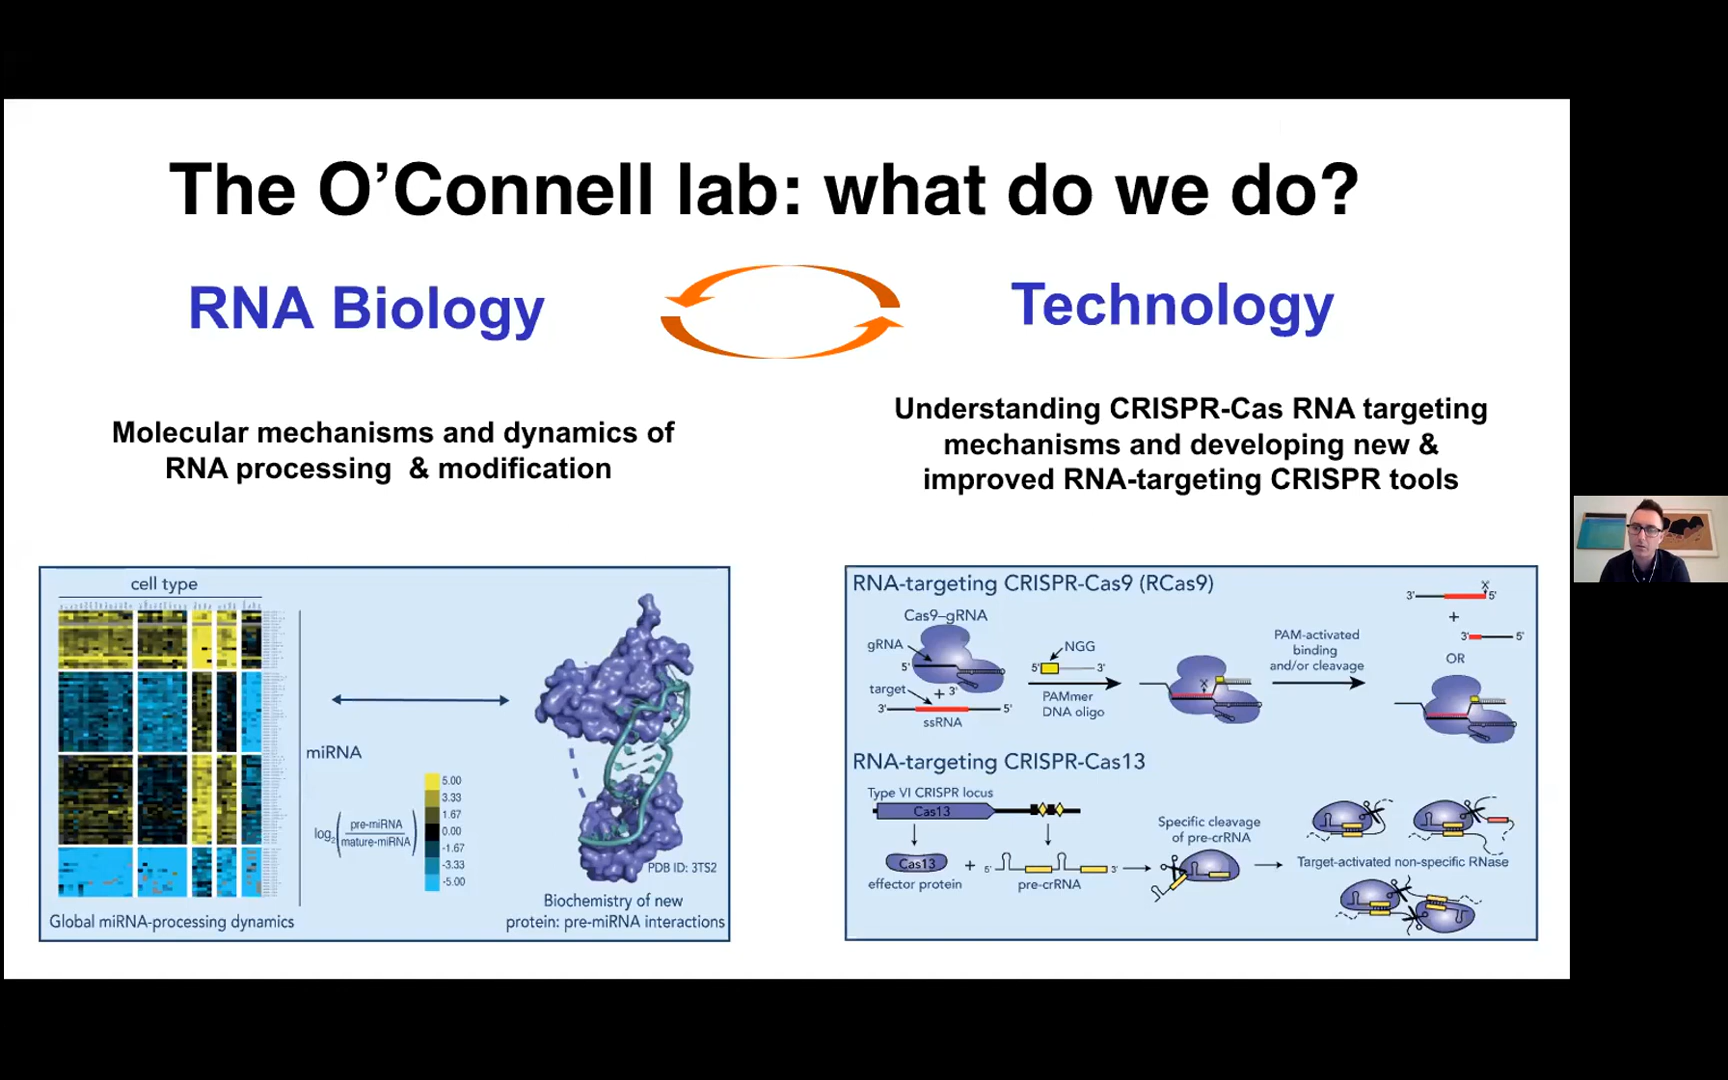 The O’Connell lab: what do we do?
RNA Biology
Technology
Molecular mechanisms and dynamics of
RNA processing & modification
Understanding CRISPR-Cas RNA targeting
mechanisms and developing new &
improved RNA-targeting CRISPR tools
cell type
miRNA
log2(pre-miRNA
mature-miRNA)
5.00
3.33
1.67
0.00
-1.67
-3.33
-5.00
Global miRNA-processing dynamics
PDB ID: 3TS2
Biochemistry of new
protein: pre-miRNA interactions
RNA-targeting CRISPR-Cas9 (RCas9)
Cas9–gRNA
gRNA
5'
target
+ 3'
3' 5'
ssRNA
NGG
5' 3'
PAMmer
DNA oligo
PAM-activated
binding
and/or cleavage
3' 5'
+
3' 5'
OR
RNA-targeting CRISPR-Cas13
Type VI CRISPR locus
Cas13
Cas13
effector protein
+
5' 3'
pre-crRNA
Specific cleavage
of pre-crRNA
Target-activated non-specific RNase